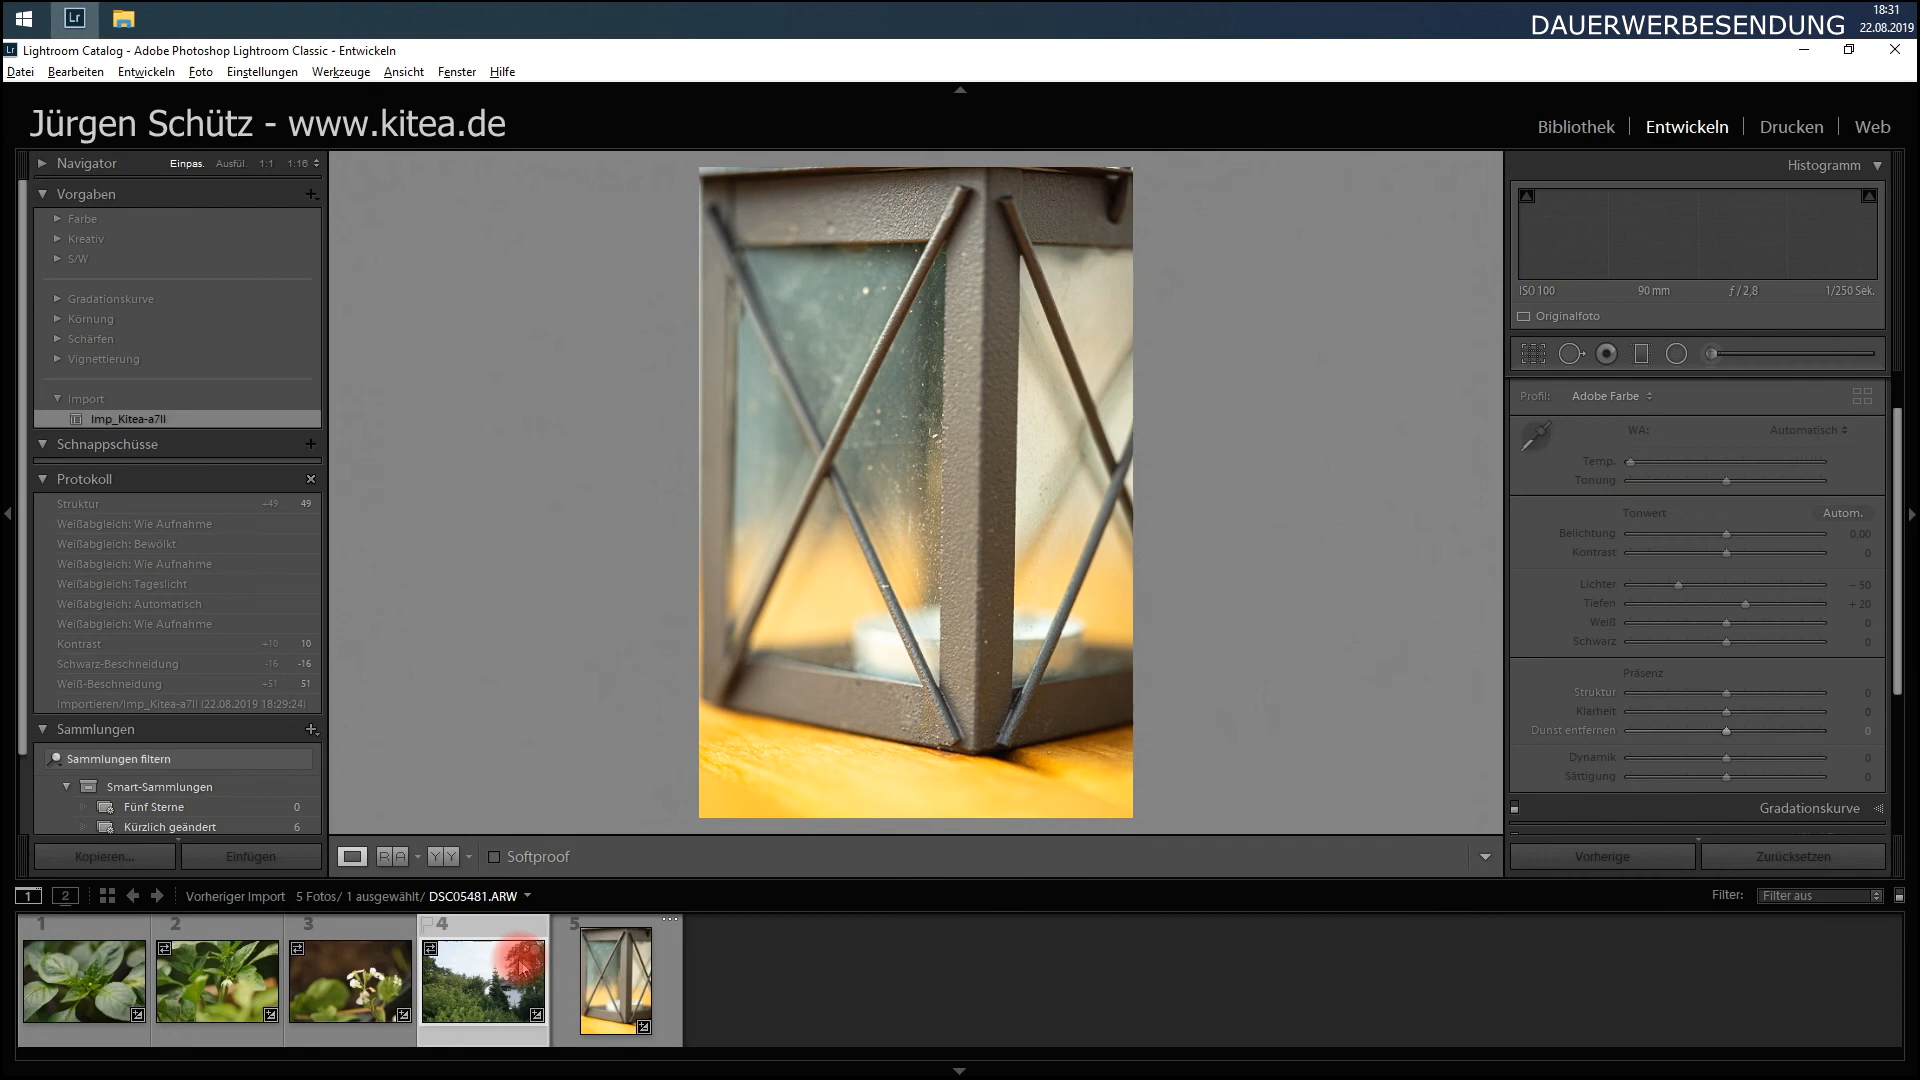 Lr
DAUERWERBESENDUNG
18:31
22.08.2019
Lr Lightroom Catalog - Adobe Photoshop Lightroom Classic - Entwickeln
Datei Bearbeiten Entwickeln Foto Einstellungen Werkzeuge Ansicht Fenster Hilfe
Jürgen Schütz - www.kitea.de
Bibliothek Entwickeln Drucken Web
Navigator Einpas. Ausfül. 1:1 1:16
Vorgaben
Farbe
Kreativ
S/W
Gradationskurve
Körnung
Schärfen
Vignettierung
Import
Imp_Kitea-a7II
Schnappschüsse
Protokoll
Struktur +49 49
Weißabgleich: Wie Aufnahme
Weißabgleich: Bewölkt
Weißabgleich: Wie Aufnahme
Weißabgleich: Tageslicht
Weißabgleich: Automatisch
Weißabgleich: Wie Aufnahme
Kontrast +10 10
Schwarz-Beschneidung -16 -16
Weiß-Beschneidung +51 51
Importieren/Imp_Kitea-a7II (22.08.2019 18:29:24)
Sammlungen
Sammlungen filtern
Smart-Sammlungen
Fünf Sterne 0
Kürzlich geändert 6
Kopieren... Einfügen
Histogramm
ISO 100 90 mm ƒ / 2,8 1/250 Sek.
Originalfoto
Profil: Adobe Farbe
WA: Automatisch
Temp.
Tonung
Tonwert Autom.
Belichtung 0,00
Kontrast 0
Lichter - 50
Tiefen + 20
Weiß 0
Schwarz 0
Präsenz
Struktur 0
Klarheit 0
Dunst entfernen 0
Dynamik 0
Sättigung 0
Gradationskurve
Vorherige Zurücksetzen
R A Y Y Softproof
1 2 Vorheriger Import 5 Fotos/ 1 ausgewählt/ DSC05481.ARW
Filter: Filter aus
1 2 3 4 5